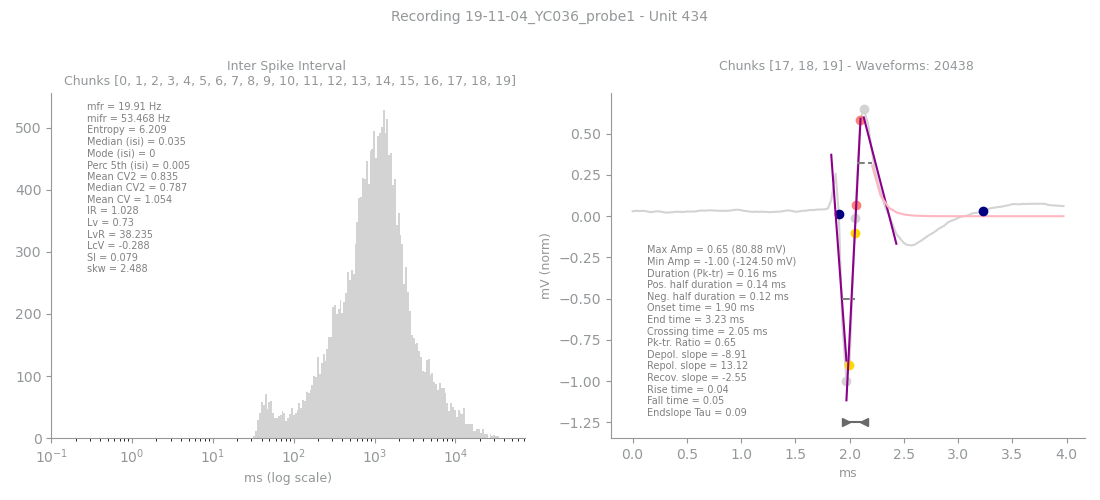 Recording 19-11-04_YC036_probe1 - Unit 434
Inter Spike Interval
Chunks [0, 1, 2, 3, 4, 5, 6, 7, 8, 9, 10, 11, 12, 13, 14, 15, 16, 17, 18, 19]
mfr = 19.91 Hz
mifr = 53.468 Hz
Entropy = 6.209
Median (isi) = 0.035
Mode (isi) = 0
Perc 5th (isi) = 0.005
Mean CV2 = 0.835
Median CV2 = 0.787
Mean CV = 1.054
IR = 1.028
Lv = 0.73
LvR = 38.235
LcV = -0.288
SI = 0.079
skw = 2.488
500
400
300
200
100
0
10⁻¹ 10⁰ 10¹ 10² 10³ 10⁴
ms (log scale)
Chunks [17, 18, 19] - Waveforms: 20438
mV (norm)
0.50
0.25
0.00
−0.25
−0.50
−0.75
−1.00
−1.25
Max Amp = 0.65 (80.88 mV)
Min Amp = -1.00 (-124.50 mV)
Duration (Pk-tr) = 0.16 ms
Pos. half duration = 0.14 ms
Neg. half duration = 0.12 ms
Onset time = 1.90 ms
End time = 3.23 ms
Crossing time = 2.05 ms
Pk-tr. Ratio = 0.65
Depol. slope = -8.91
Repol. slope = 13.12
Recov. slope = -2.55
Rise time = 0.04
Fall time = 0.05
Endslope Tau = 0.09
0.0 0.5 1.0 1.5 2.0 2.5 3.0 3.5 4.0
ms